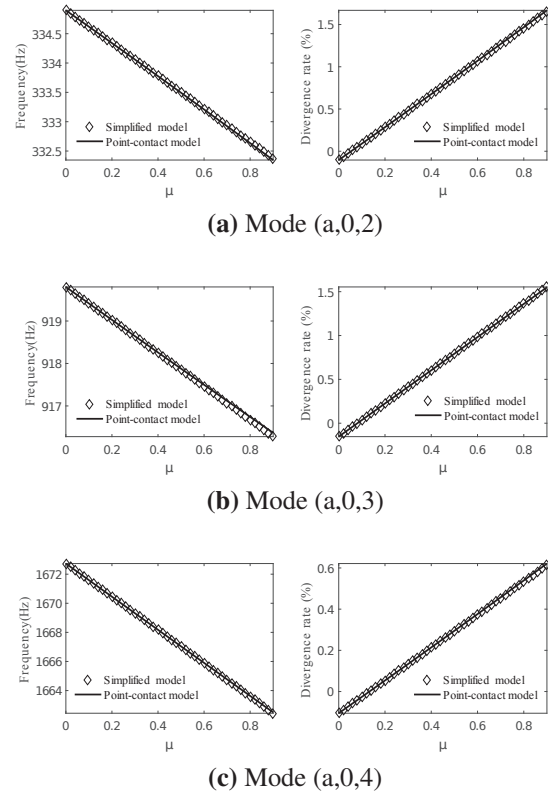 Frequency(Hz)
334.5
334
333.5
333
332.5
0 0.2 0.4 0.6 0.8
μ
Simplified model
Point-contact model
Divergence rate (%)
1.5
1
0.5
0
0 0.2 0.4 0.6 0.8
μ
Simplified model
Point-contact model
(a) Mode (a,0,2)
Frequency(Hz)
919
918
917
0 0.2 0.4 0.6 0.8
μ
Simplified model
Point-contact model
Divergence rate (%)
1.5
1
0.5
0
0 0.2 0.4 0.6 0.8
μ
Simplified model
Point-contact model
(b) Mode (a,0,3)
Frequency(Hz)
1672
1670
1668
1666
1664
0 0.2 0.4 0.6 0.8
μ
Simplified model
Point-contact model
Divergence rate (%)
0.6
0.4
0.2
0
0 0.2 0.4 0.6 0.8
μ
Simplified model
Point-contact model
(c) Mode (a,0,4)